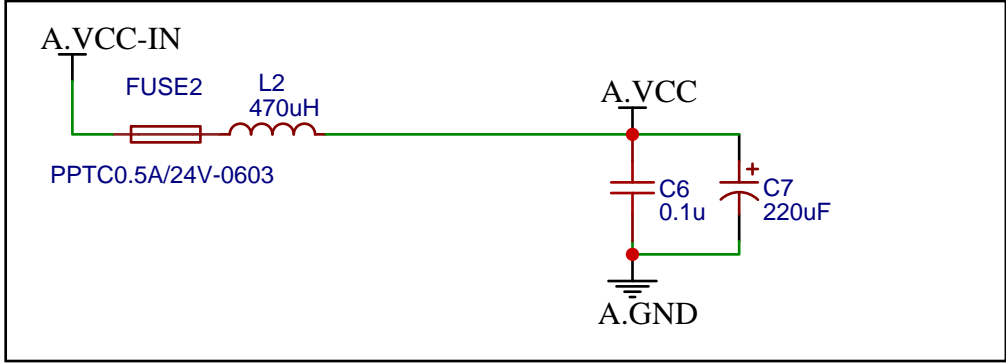 A.VCC-IN
FUSE2
L2
470uH
PPTC0.5A/24V-0603
A.VCC
+
C6
0.1u
C7
220uF
A.GND